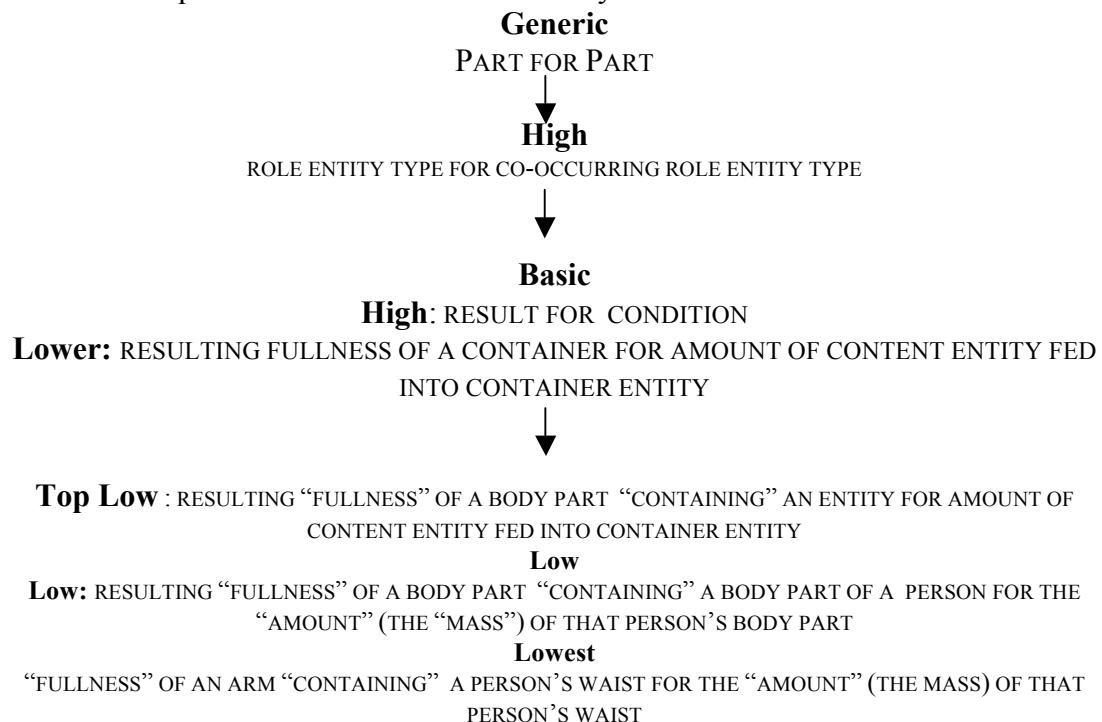 Generic
PART FOR PART
High
ROLE ENTITY TYPE FOR CO-OCCURRING ROLE ENTITY TYPE
Basic
High: RESULT FOR CONDITION
Lower: RESULTING FULLNESS OF A CONTAINER FOR AMOUNT OF CONTENT ENTITY FED
INTO CONTAINER ENTITY
Top Low : RESULTING “FULLNESS” OF A BODY PART “CONTAINING” AN ENTITY FOR AMOUNT OF
CONTENT ENTITY FED INTO CONTAINER ENTITY
Low
Low: RESULTING “FULLNESS” OF A BODY PART “CONTAINING” A BODY PART OF A PERSON FOR THE
“AMOUNT” (THE “MASS”) OF THAT PERSON’S BODY PART
Lowest
“FULLNESS” OF AN ARM “CONTAINING” A PERSON’S WAIST FOR THE “AMOUNT” (THE MASS) OF THAT
PERSON’S WAIST